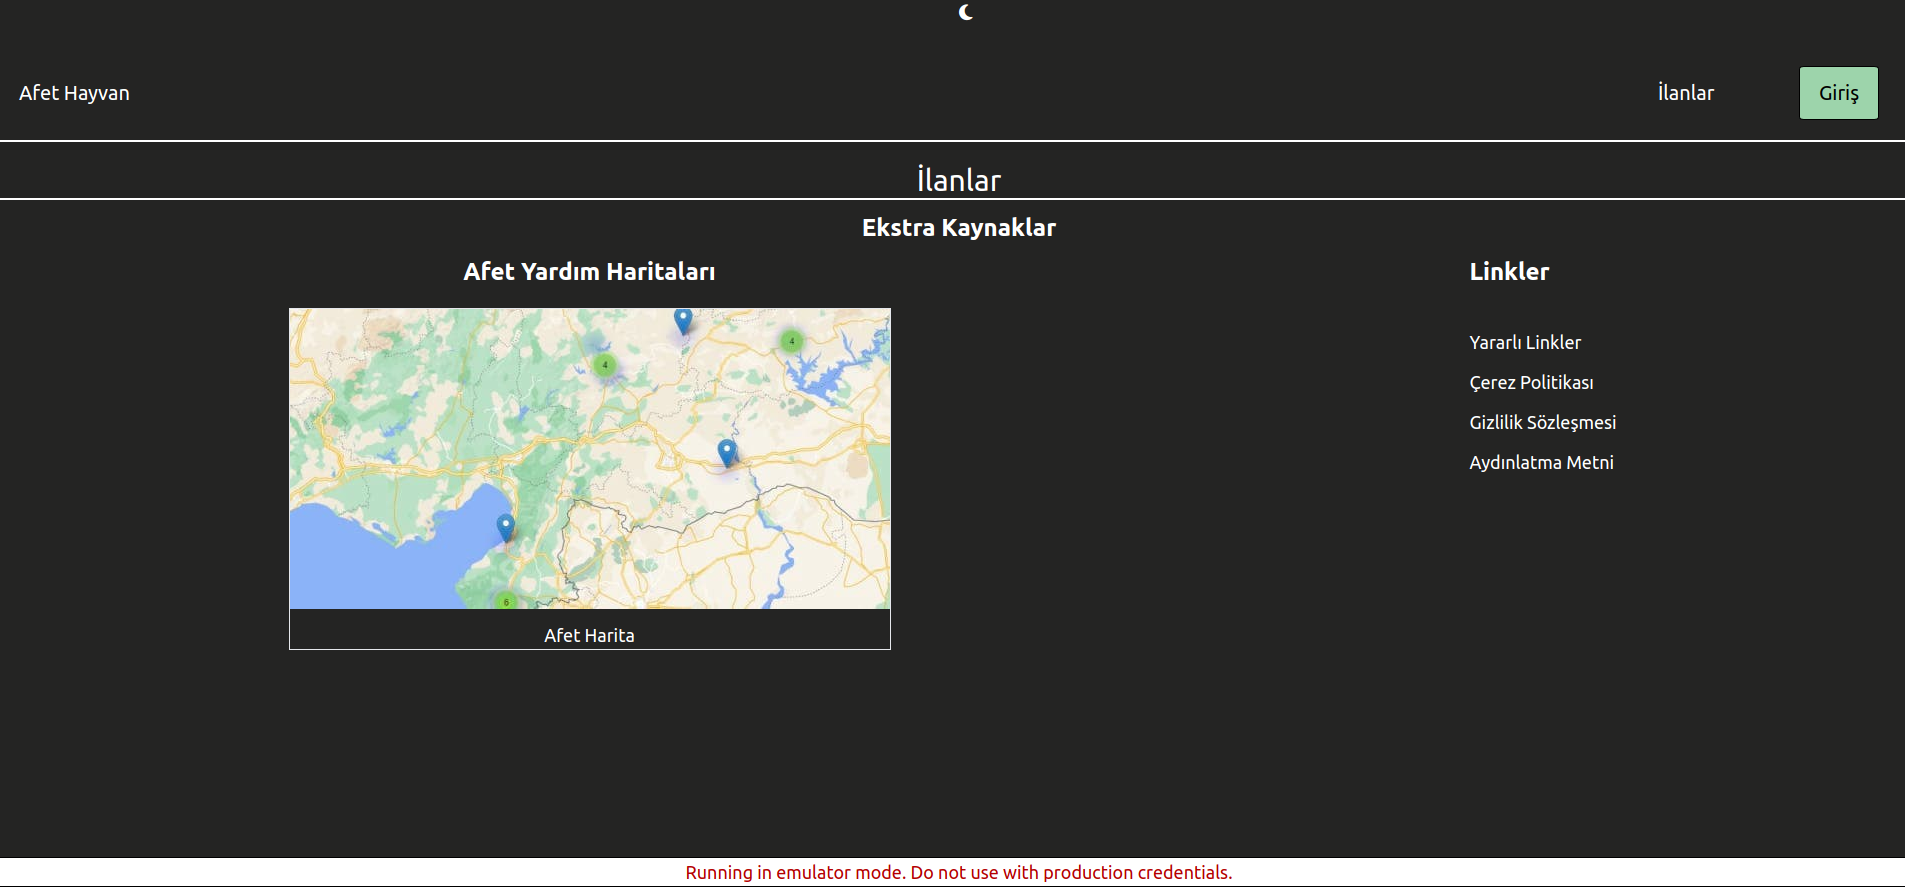 Afet Hayvan
İlanlar
Giriş
İlanlar
Ekstra Kaynaklar
Afet Yardım Haritaları
4
4
6
Afet Harita
Linkler
Yararlı Linkler
Çerez Politikası
Gizlilik Sözleşmesi
Aydınlatma Metni
Running in emulator mode. Do not use with production credentials.